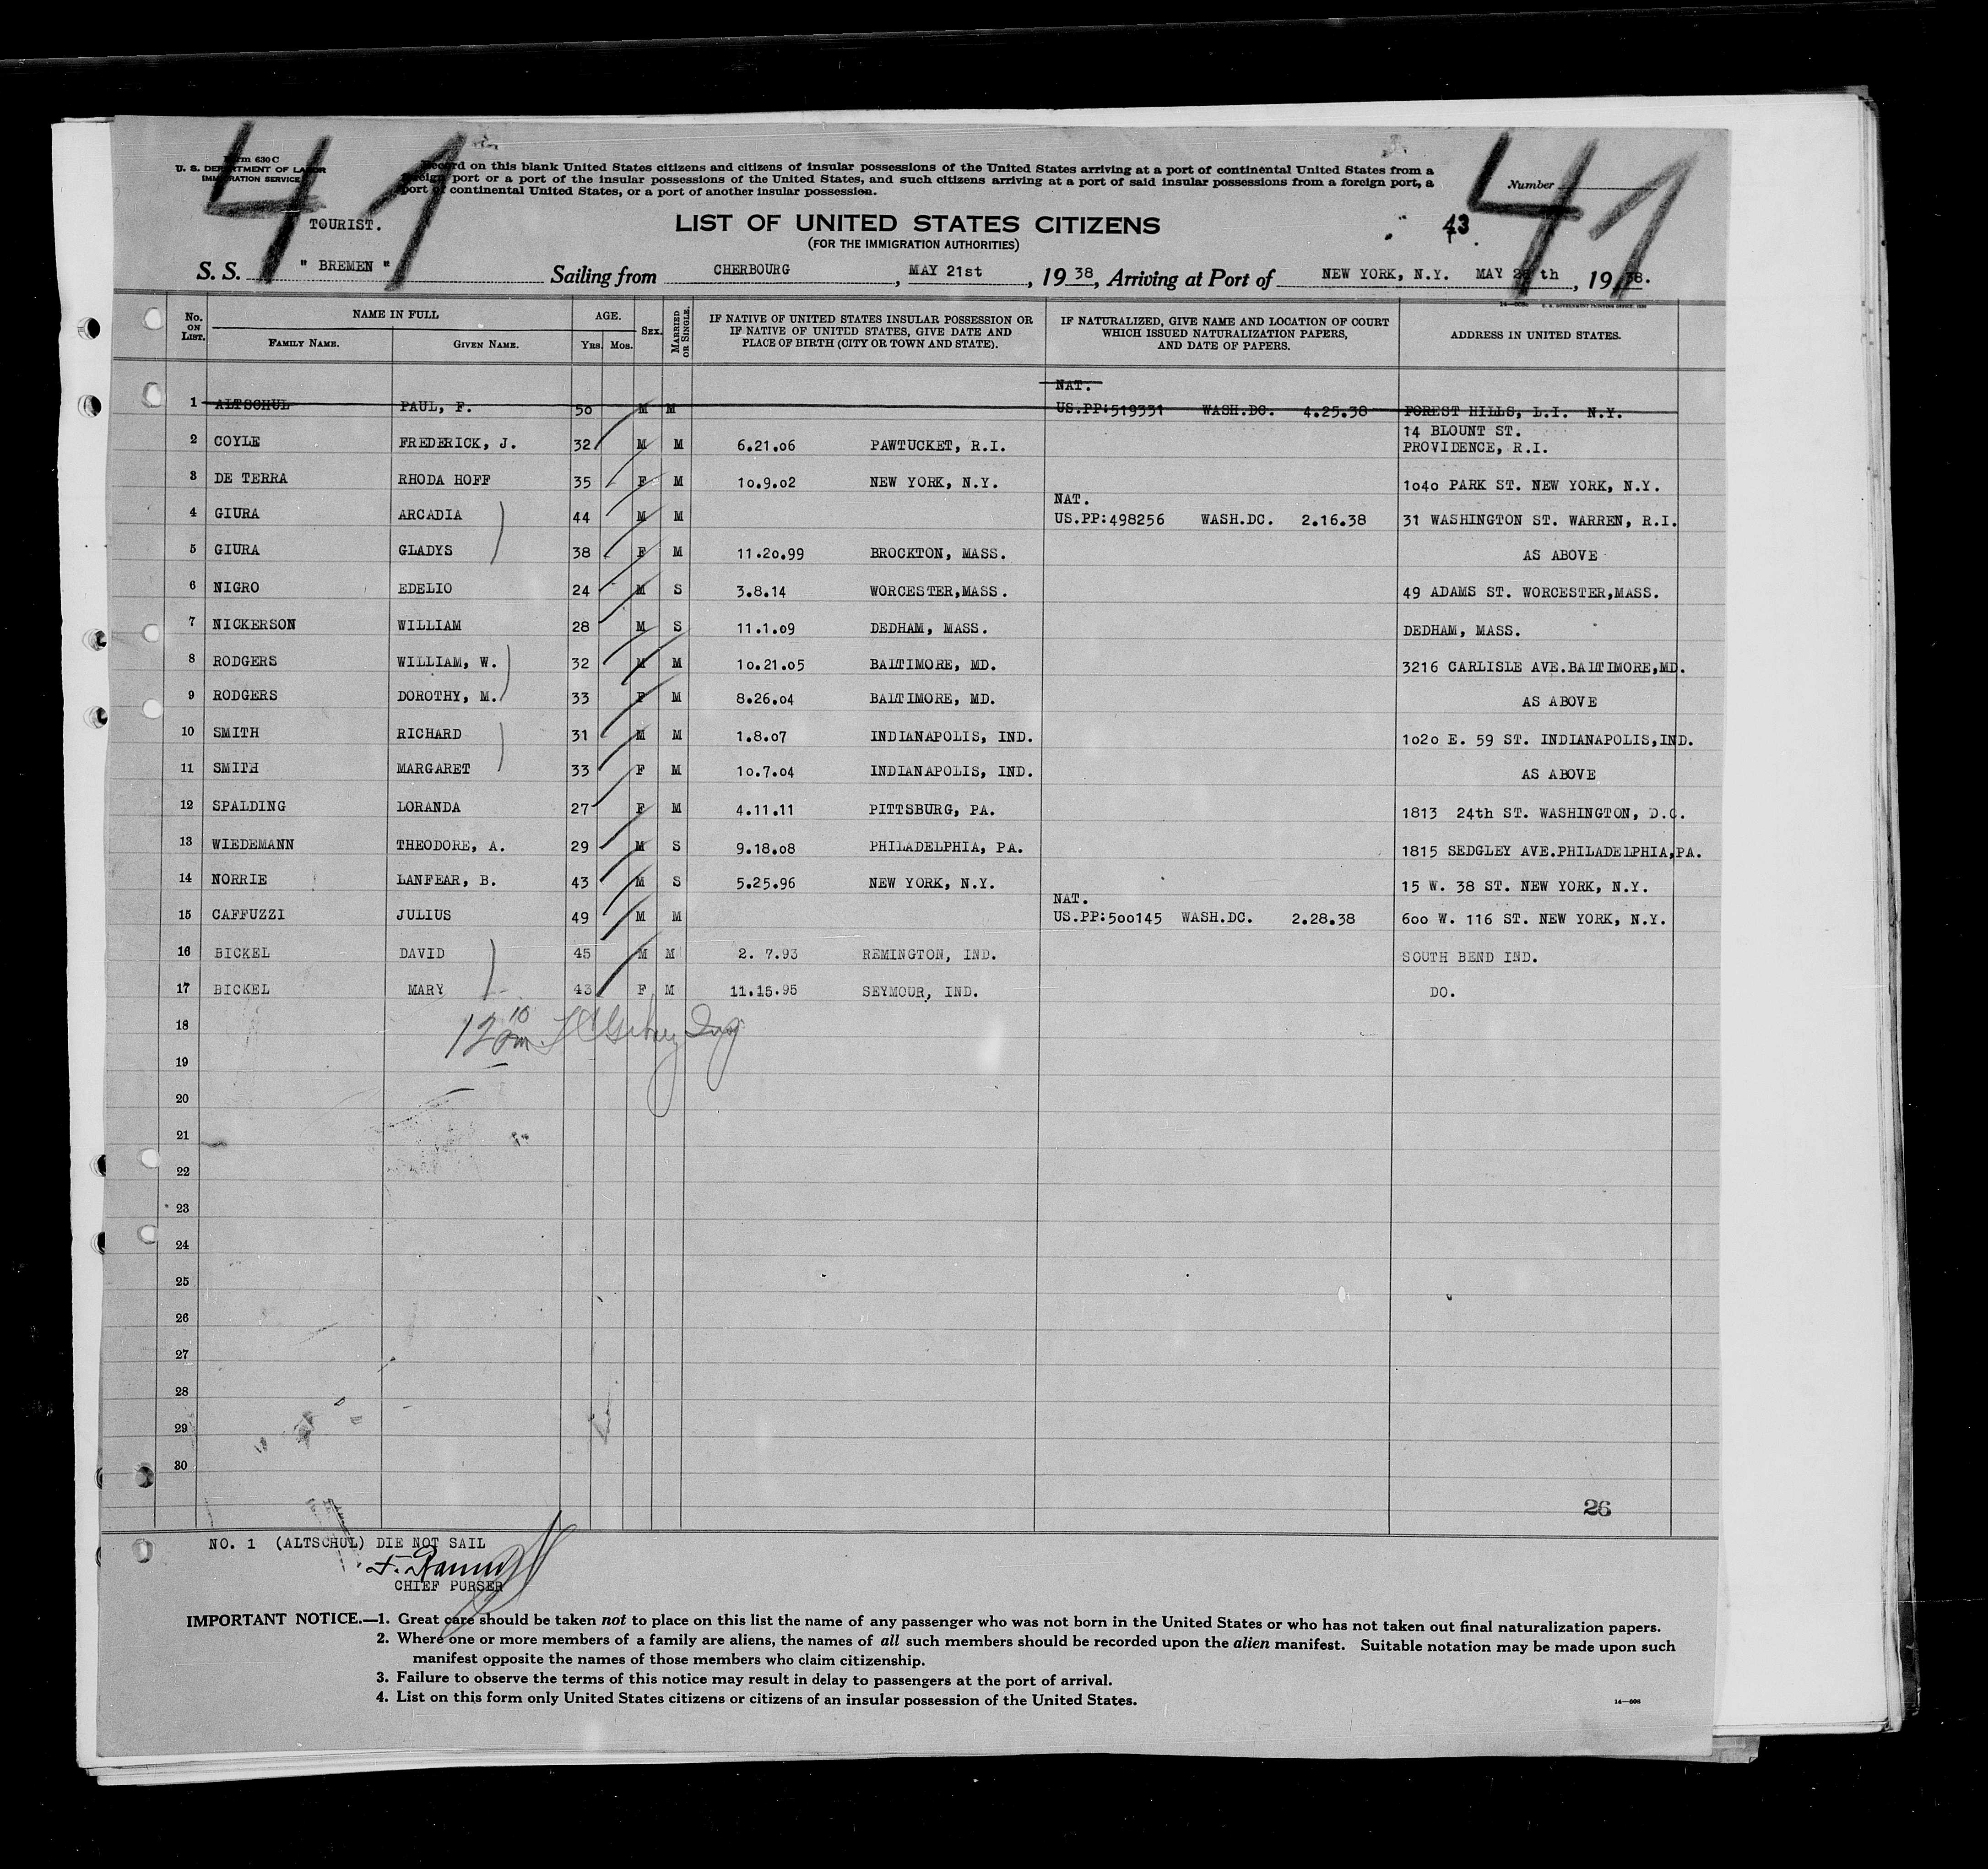 41
41
Form 630 C
U. S. DEPARTMENT OF LABOR
IMMIGRATION SERVICE
Record on this blank United States citizens and citizens of insular possessions of the United States arriving at a port of continental United States from a
foreign port or a port of the insular possessions of the United States, and such citizens arriving at a port of said insular possessions from a foreign port, a
port of continental United States, or a port of another insular possession.
Number
TOURIST.
LIST OF UNITED STATES CITIZENS
43
(FOR THE IMMIGRATION AUTHORITIES)
S. S. " BREMEN " Sailing from CHERBOURG, MAY 21st, 1938, Arriving at Port of NEW YORK, N.Y. MAY th, 1938.
No. ON LIST. NAME IN FULL AGE. SEX. MARRIED OR SINGLE. IF NATIVE OF UNITED STATES INSULAR POSSESSION OR IF NATIVE OF UNITED STATES, GIVE DATE AND PLACE OF BIRTH (CITY OR TOWN AND STATE). IF NATURALIZED, GIVE NAME AND LOCATION OF COURT WHICH ISSUED NATURALIZATION PAPERS, AND DATE OF PAPERS. ADDRESS IN UNITED STATES.
FAMILY NAME. GIVEN NAME. YRS. MOS.
NAT.
1 ALTSCHUL PAUL, F. 50 M M US.PP:519331 WASH.DC. 4.25.38 FOREST HILLS, L.I. N.Y.
14 BLOUNT ST.
2 COYLE FREDERICK, J. 32 M M 6.21.06 PAWTUCKET, R.I. PROVIDENCE, R.I.
3 DE TERRA RHODA HOFF 35 F M 10.9.02 NEW YORK, N.Y. 1040 PARK ST. NEW YORK, N.Y.
NAT.
4 GIURA ARCADIA 44 M M US.PP:498256 WASH.DC. 2.16.38 31 WASHINGTON ST. WARREN, R.I.
5 GIURA GLADYS 38 F M 11.20.99 BROCKTON, MASS. AS ABOVE
6 NIGRO EDELIO 24 M S 3.8.14 WORCESTER,MASS. 49 ADAMS ST. WORCESTER,MASS.
7 NICKERSON WILLIAM 28 M S 11.1.09 DEDHAM, MASS. DEDHAM, MASS.
8 RODGERS WILLIAM, W. 32 M M 10.21.05 BALTIMORE, MD. 3216 CARLISLE AVE.BALTIMORE,MD.
9 RODGERS DOROTHY, M. 33 F M 8.26.04 BALTIMORE, MD. AS ABOVE
10 SMITH RICHARD 31 M M 1.8.07 INDIANAPOLIS, IND. 1020 E. 59 ST. INDIANAPOLIS,IND.
11 SMITH MARGARET 33 F M 10.7.04 INDIANAPOLIS, IND. AS ABOVE
12 SPALDING LORANDA 27 F M 4.11.11 PITTSBURG, PA. 1813 24th ST. WASHINGTON, D.C.
13 WIEDEMANN THEODORE, A. 29 M S 9.18.08 PHILADELPHIA, PA. 1815 SEDGLEY AVE.PHILADELPHIA,PA.
14 NORRIE LANFEAR, B. 43 M S 5.25.96 NEW YORK, N.Y. 15 W. 38 ST. NEW YORK, N.Y.
NAT.
15 CAFFUZZI JULIUS 49 M M US.PP:500145 WASH.DC. 2.28.38 600 W. 116 ST. NEW YORK, N.Y.
16 BICKEL DAVID 45 M M 2. 7.93 REMINGTON, IND. SOUTH BEND IND.
17 BICKEL MARY 43 F M 11.15.95 SEYMOUR, IND. DO.
18
12 10 pm
19
20
21
22
23
24
25
26
27
28
29
30
26
NO. 1 (ALTSCHUL) DIE NOT SAIL
CHIEF PURSER
IMPORTANT NOTICE.—1. Great care should be taken not to place on this list the name of any passenger who was not born in the United States or who has not taken out final naturalization papers.
2. Where one or more members of a family are aliens, the names of all such members should be recorded upon the alien manifest. Suitable notation may be made upon such
manifest opposite the names of those members who claim citizenship.
3. Failure to observe the terms of this notice may result in delay to passengers at the port of arrival.
4. List on this form only United States citizens or citizens of an insular possession of the United States.
14—608